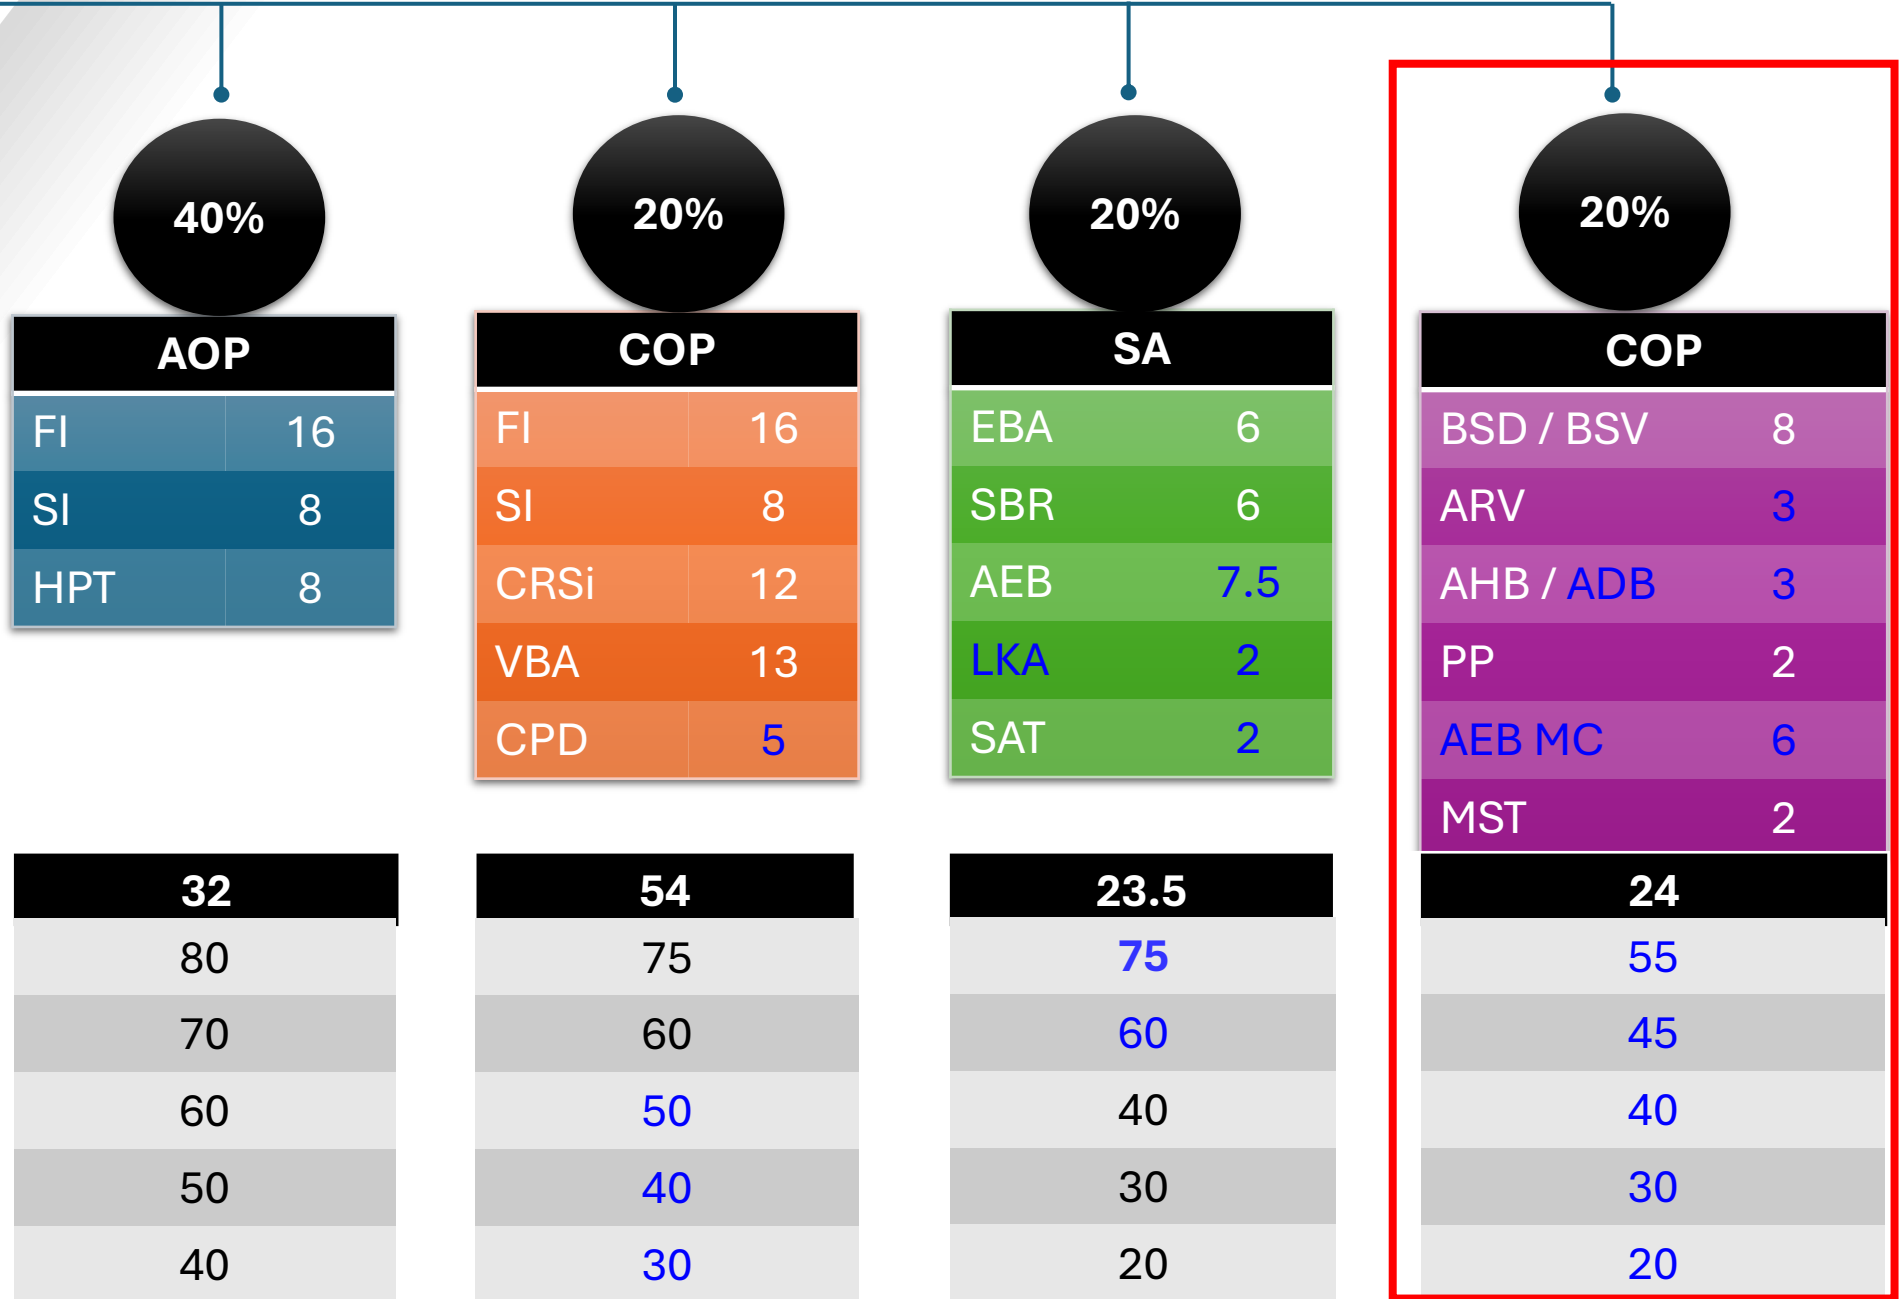 40%
20%
20%
20%
AOP
FI 16
SI 8
HPT 8
COP
FI 16
SI 8
CRSi 12
VBA 13
CPD 5
SA
EBA 6
SBR 6
AEB 7.5
LKA 2
SAT 2
COP
BSD / BSV 8
ARV 3
AHB / ADB 3
PP 2
AEB MC 6
MST 2
32 54 23.5 24
80 75 75 55
70 60 60 45
60 50 40 40
50 40 30 30
40 30 20 20